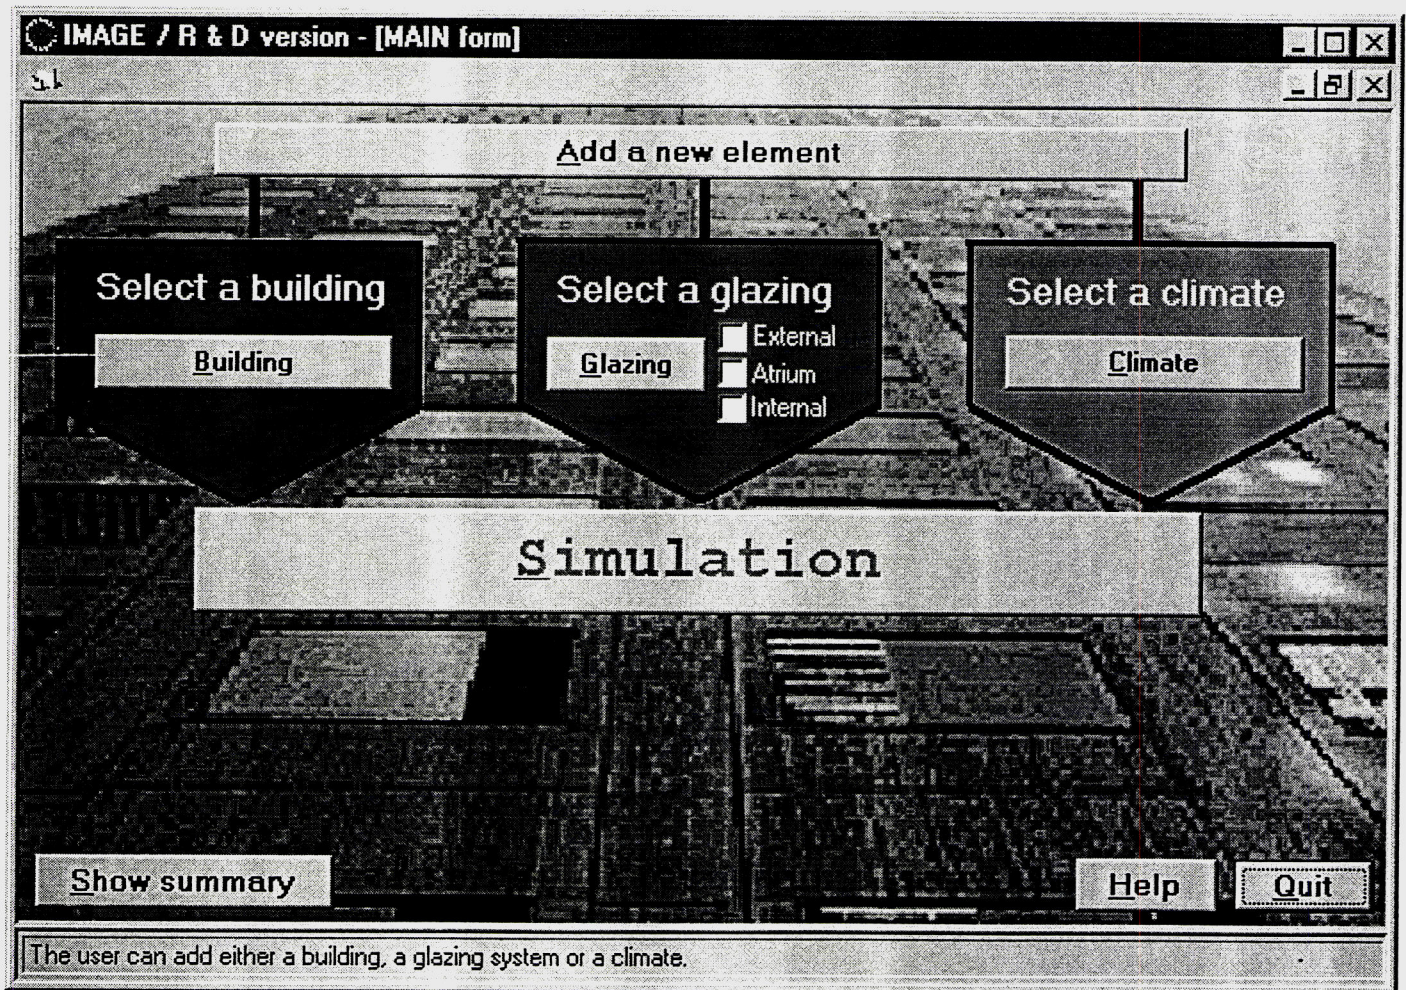 IMAGE / R & D version - [MAIN form]
Add a new element
Select a building
Select a glazing
Select a climate
Building
Glazing
External
Atrium
Internal
Climate
Simulation
Show summary
Help
Quit
The user can add either a building, a glazing system or a climate.